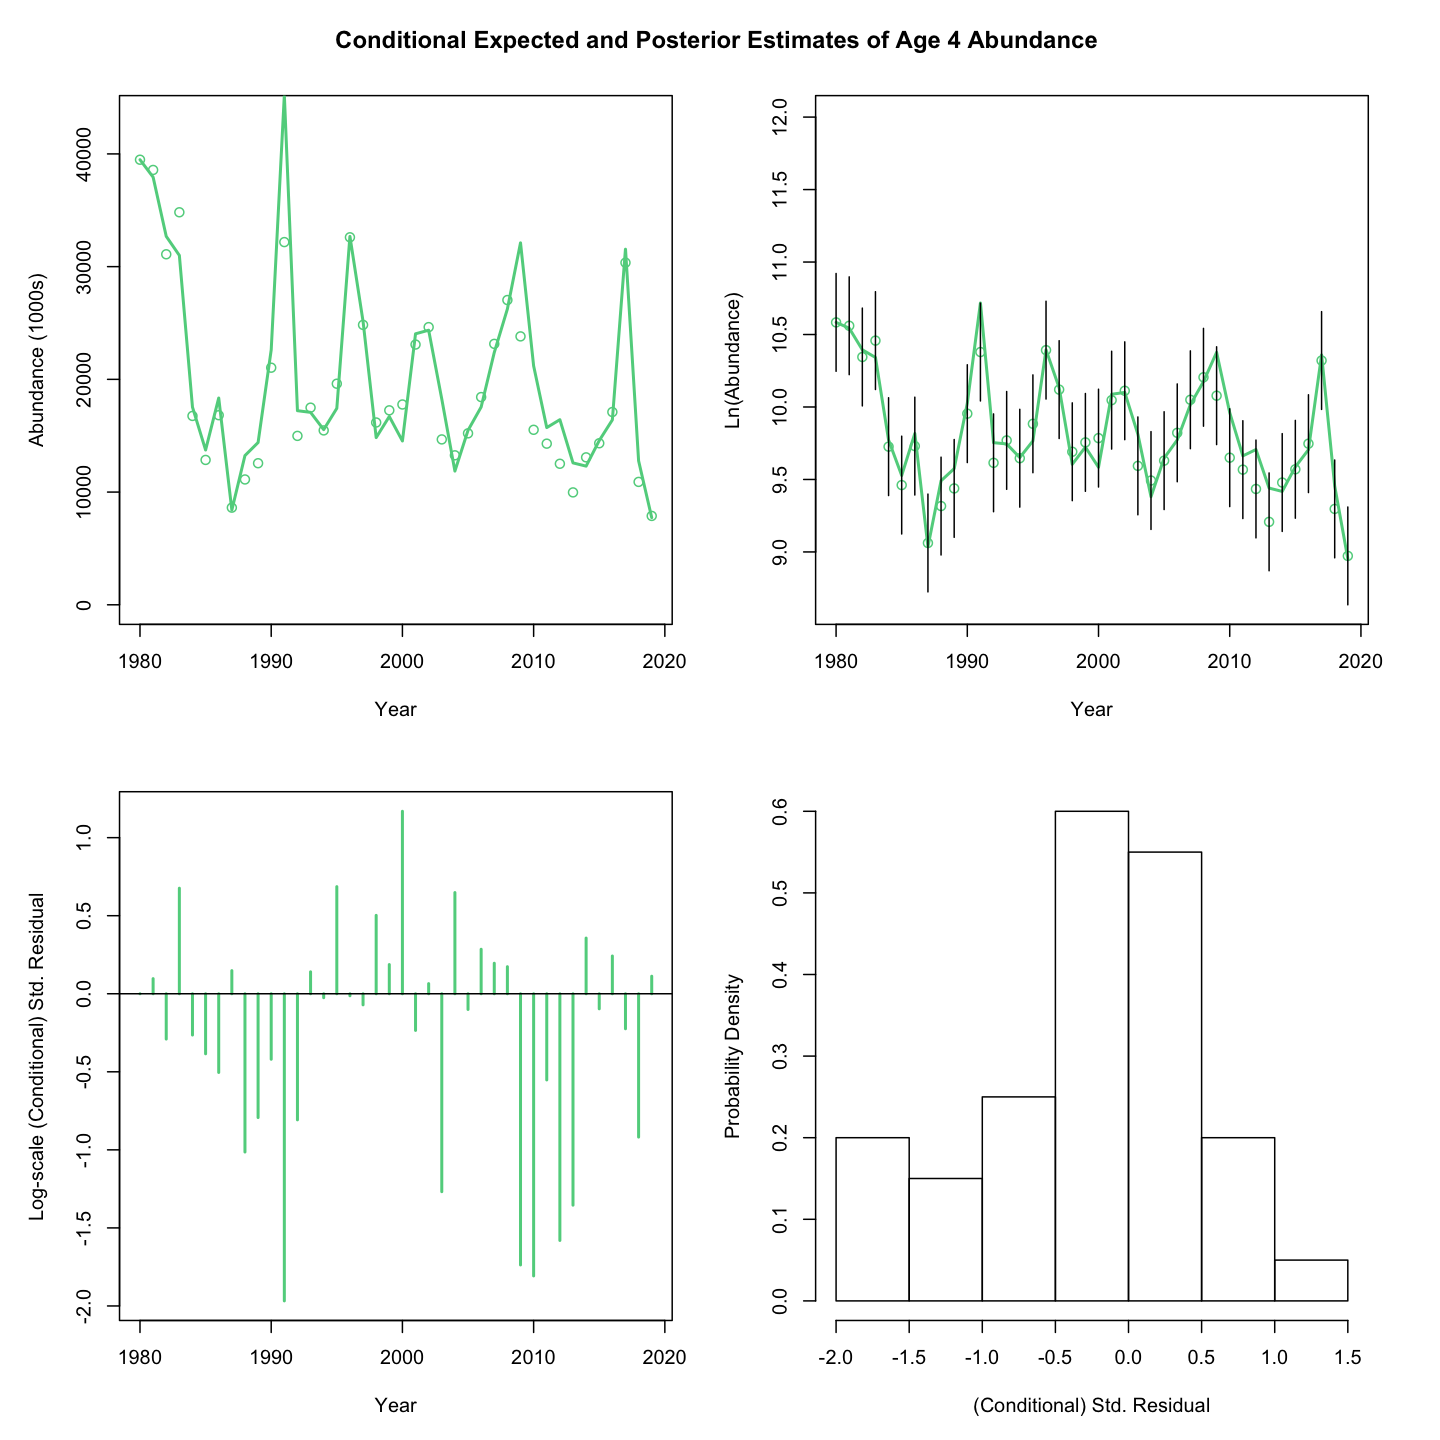 Conditional Expected and Posterior Estimates of Age 4 Abundance
Abundance (1000s)
0 10000 20000 30000 40000
1980 1990 2000 2010 2020
Year
Ln(Abundance)
9.0 9.5 10.0 10.5 11.0 11.5 12.0
1980 1990 2000 2010 2020
Year
Log-scale (Conditional) Std. Residual
-2.0 -1.5 -1.0 -0.5 0.0 0.5 1.0
1980 1990 2000 2010 2020
Year
Probability Density
0.0 0.1 0.2 0.3 0.4 0.5 0.6
-2.0 -1.5 -1.0 -0.5 0.0 0.5 1.0 1.5
(Conditional) Std. Residual